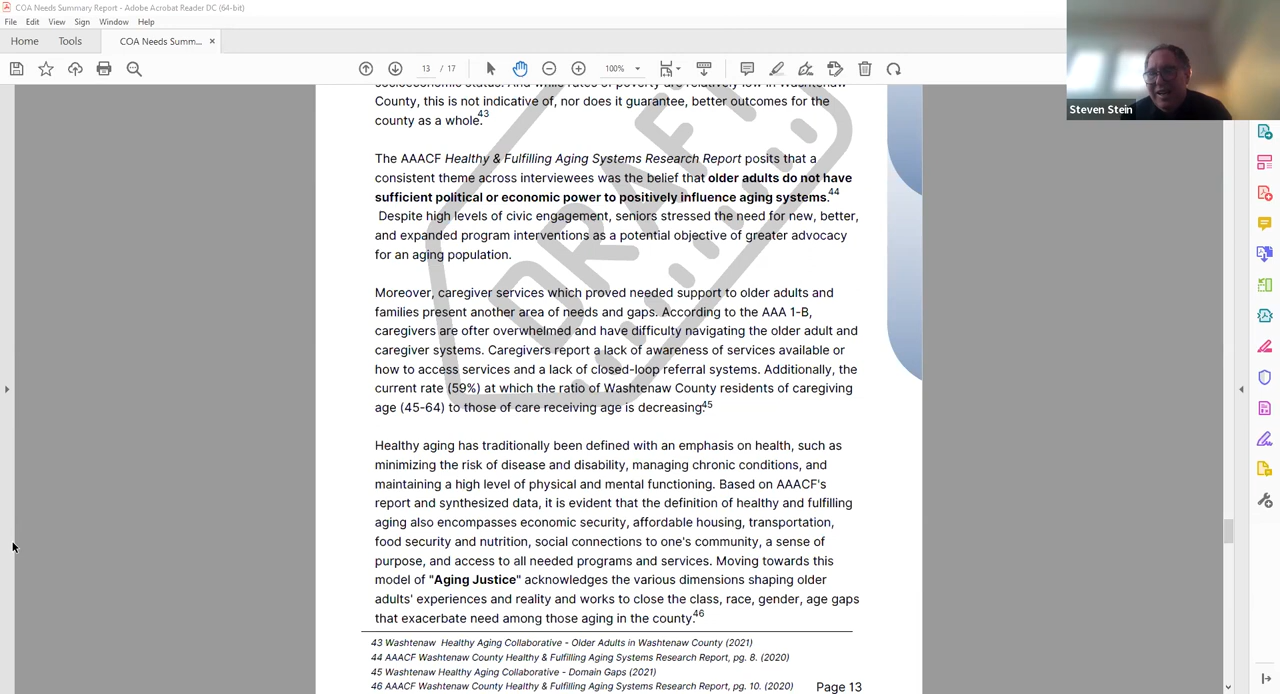 COA Needs Summary Report - Adobe Acrobat Reader DC (64-bit)
File Edit View Sign Window Help
Home Tools COA Needs Summ... ×
13 / 17 100%
Steven Stein
County, this is not indicative of, nor does it guarantee, better outcomes for the
county as a whole.43
The AAACF Healthy & Fulfilling Aging Systems Research Report posits that a
consistent theme across interviewees was the belief that older adults do not have
sufficient political or economic power to positively influence aging systems.44
Despite high levels of civic engagement, seniors stressed the need for new, better,
and expanded program interventions as a potential objective of greater advocacy
for an aging population.
Moreover, caregiver services which proved needed support to older adults and
families present another area of needs and gaps. According to the AAA 1-B,
caregivers are ofter overwhelmed and have difficulty navigating the older adult and
caregiver systems. Caregivers report a lack of awareness of services available or
how to access services and a lack of closed-loop referral systems. Additionally, the
current rate (59%) at which the ratio of Washtenaw County residents of caregiving
age (45-64) to those of care receiving age is decreasing.45
Healthy aging has traditionally been defined with an emphasis on health, such as
minimizing the risk of disease and disability, managing chronic conditions, and
maintaining a high level of physical and mental functioning. Based on AAACF's
report and synthesized data, it is evident that the definition of healthy and fulfilling
aging also encompasses economic security, affordable housing, transportation,
food security and nutrition, social connections to one's community, a sense of
purpose, and access to all needed programs and services. Moving towards this
model of "Aging Justice" acknowledges the various dimensions shaping older
adults' experiences and reality and works to close the class, race, gender, age gaps
that exacerbate need among those aging in the county.46
DRAFT
43 Washtenaw Healthy Aging Collaborative - Older Adults in Washtenaw County (2021)
44 AAACF Washtenaw County Healthy & Fulfilling Aging Systems Research Report, pg. 8. (2020)
45 Washtenaw Healthy Aging Collaborative - Domain Gaps (2021)
46 AAACF Washtenaw County Healthy & Fulfilling Aging Systems Research Report, pg. 10. (2020)
Page 13